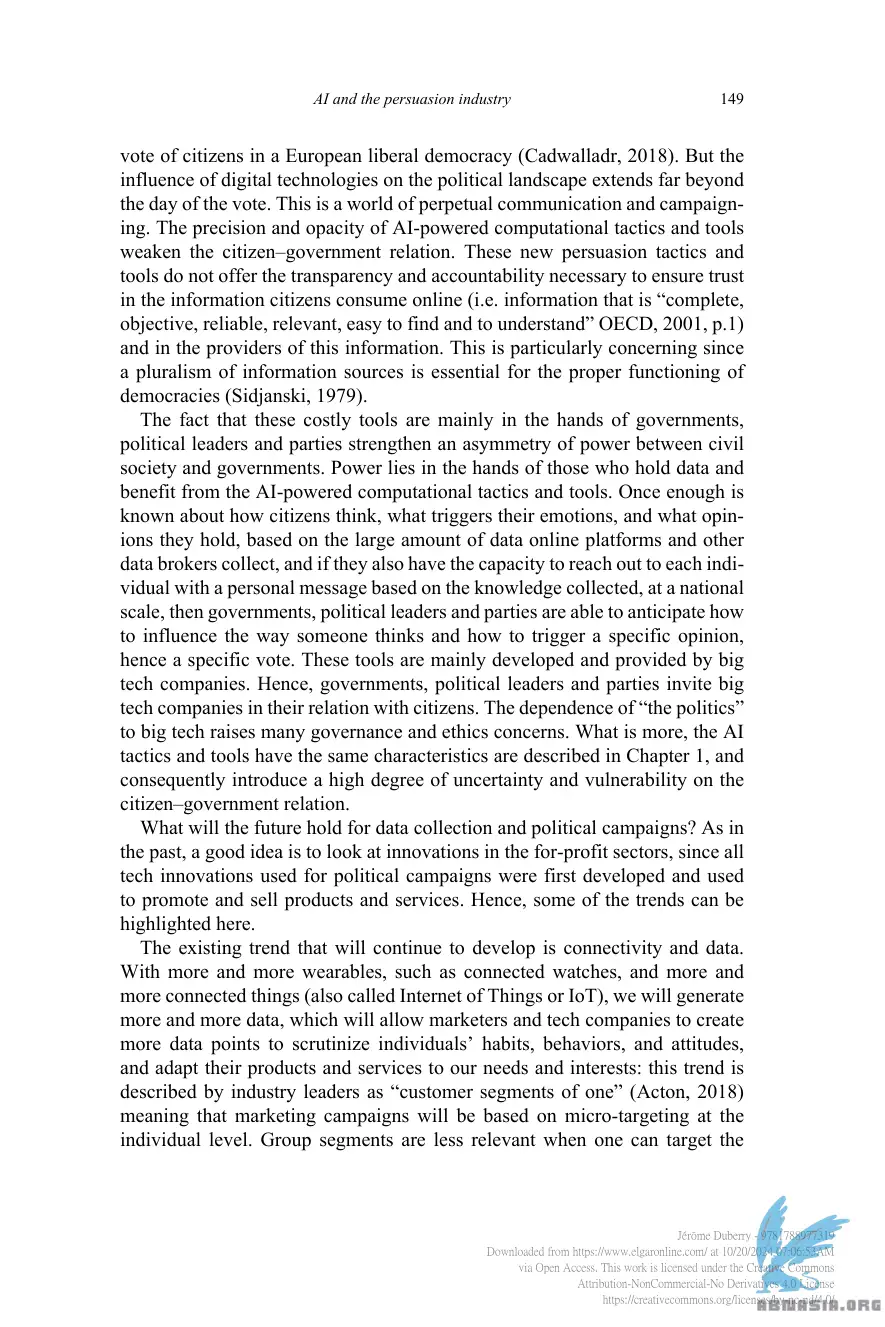 AI and the persuasion industry 149
vote of citizens in a European liberal democracy (Cadwalladr, 2018). But the
influence of digital technologies on the political landscape extends far beyond
the day of the vote. This is a world of perpetual communication and campaign-
ing. The precision and opacity of AI-powered computational tactics and tools
weaken the citizen–government relation. These new persuasion tactics and
tools do not offer the transparency and accountability necessary to ensure trust
in the information citizens consume online (i.e. information that is “complete,
objective, reliable, relevant, easy to find and to understand” OECD, 2001, p.1)
and in the providers of this information. This is particularly concerning since
a pluralism of information sources is essential for the proper functioning of
democracies (Sidjanski, 1979).
The fact that these costly tools are mainly in the hands of governments,
political leaders and parties strengthen an asymmetry of power between civil
society and governments. Power lies in the hands of those who hold data and
benefit from the AI-powered computational tactics and tools. Once enough is
known about how citizens think, what triggers their emotions, and what opin-
ions they hold, based on the large amount of data online platforms and other
data brokers collect, and if they also have the capacity to reach out to each indi-
vidual with a personal message based on the knowledge collected, at a national
scale, then governments, political leaders and parties are able to anticipate how
to influence the way someone thinks and how to trigger a specific opinion,
hence a specific vote. These tools are mainly developed and provided by big
tech companies. Hence, governments, political leaders and parties invite big
tech companies in their relation with citizens. The dependence of “the politics”
to big tech raises many governance and ethics concerns. What is more, the AI
tactics and tools have the same characteristics are described in Chapter 1, and
consequently introduce a high degree of uncertainty and vulnerability on the
citizen–government relation.
What will the future hold for data collection and political campaigns? As in
the past, a good idea is to look at innovations in the for-profit sectors, since all
tech innovations used for political campaigns were first developed and used
to promote and sell products and services. Hence, some of the trends can be
highlighted here.
The existing trend that will continue to develop is connectivity and data.
With more and more wearables, such as connected watches, and more and
more connected things (also called Internet of Things or IoT), we will generate
more and more data, which will allow marketers and tech companies to create
more data points to scrutinize individuals’ habits, behaviors, and attitudes,
and adapt their products and services to our needs and interests: this trend is
described by industry leaders as “customer segments of one” (Acton, 2018)
meaning that marketing campaigns will be based on micro-targeting at the
individual level. Group segments are less relevant when one can target the
Jérôme Duberry - 9781788977319
Downloaded from https://www.elgaronline.com/ at 10/20/2024 07:06:53AM
via Open Access. This work is licensed under the Creative Commons
Attribution-NonCommercial-No Derivatives 4.0 License
https://creativecommons.org/licenses/by-nc-nd/4.0/
ABTNASIA.ORG